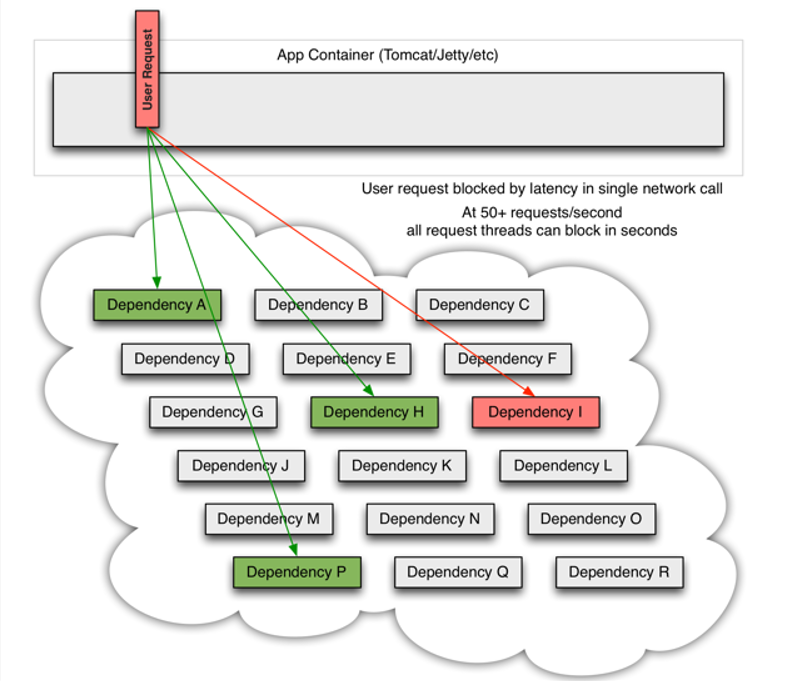 User Request
App Container (Tomcat/Jetty/etc)
User request blocked by latency in single network call
At 50+ requests/second
all request threads can block in seconds
Dependency A
Dependency B
Dependency C
Dependency D
Dependency E
Dependency F
Dependency G
Dependency H
Dependency I
Dependency J
Dependency K
Dependency L
Dependency M
Dependency N
Dependency O
Dependency P
Dependency Q
Dependency R